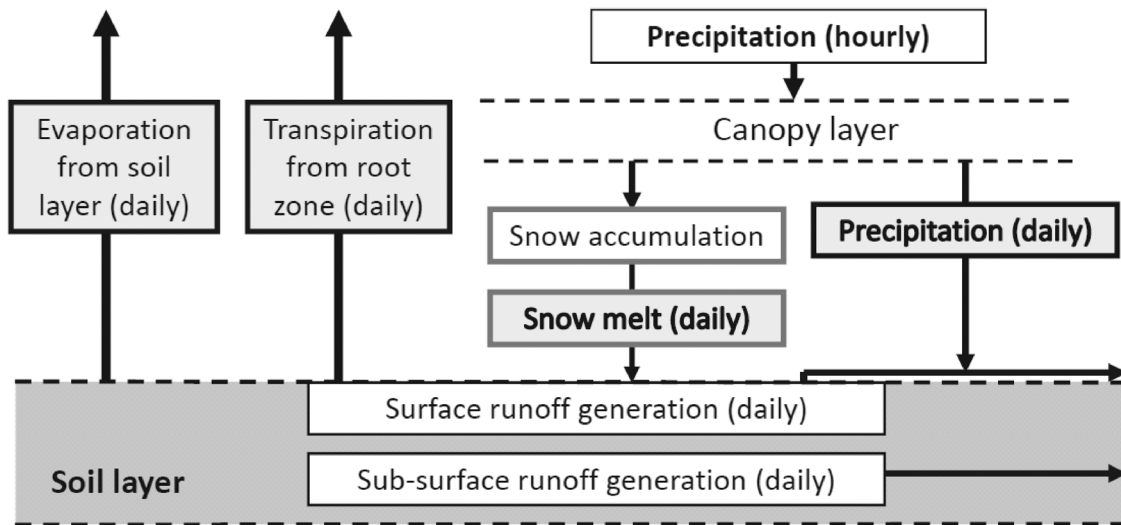 Precipitation (hourly)
Evaporation
from soil
layer (daily)
Transpiration
from root
zone (daily)
Canopy layer
Snow accumulation
Precipitation (daily)
Snow melt (daily)
Surface runoff generation (daily)
Soil layer
Sub-surface runoff generation (daily)